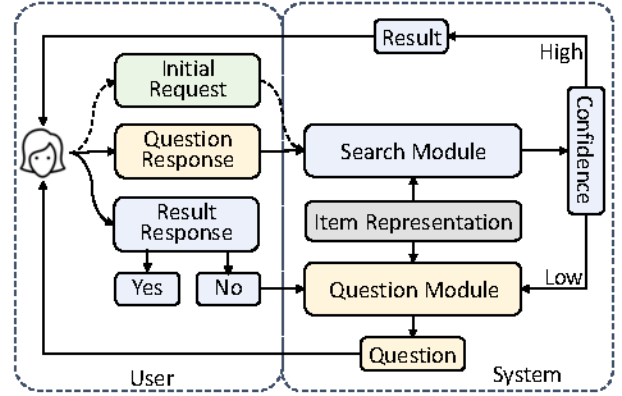 Result
High
Initial
Request
Question
Response
Search Module
Confidence
Result
Response
Item Representation
Yes
No
Question Module
Low
Question
User
System